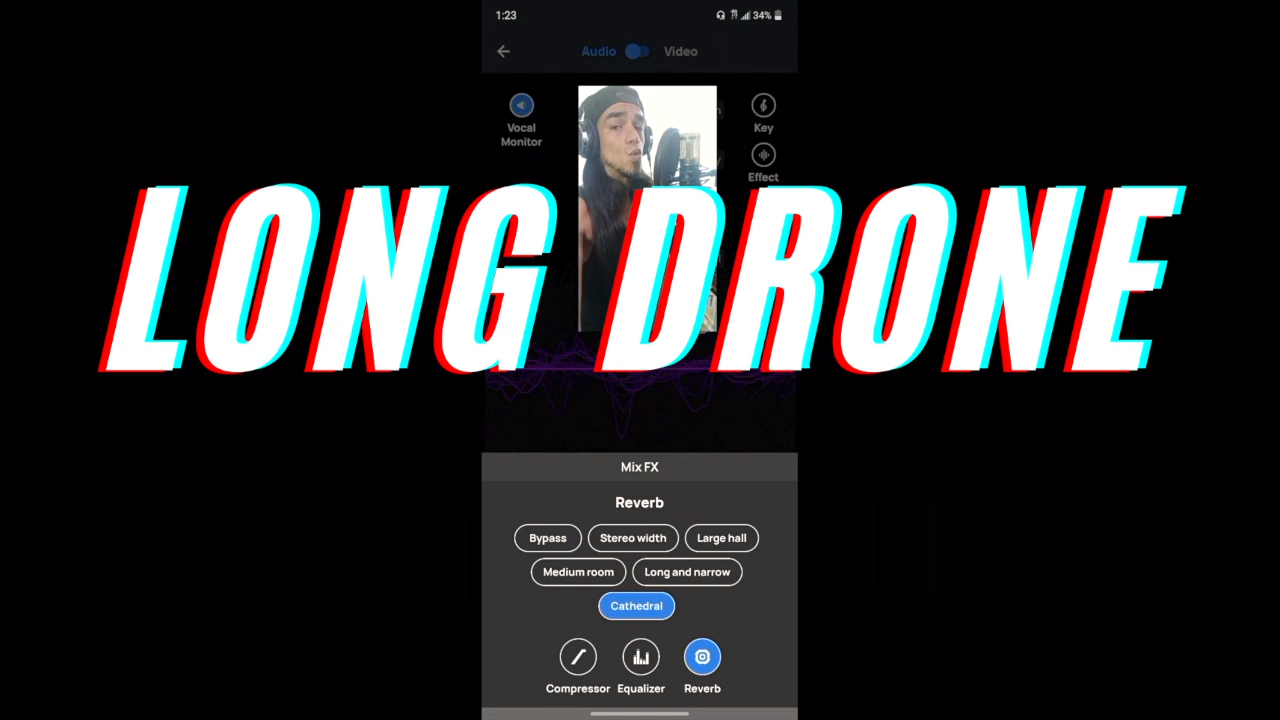 1:23
34%
Audio Video
Vocal
Monitor
Key
Effect
LONG DRONE
Mix FX
Reverb
Bypass
Stereo width
Large hall
Medium room
Long and narrow
Cathedral
Compressor
Equalizer
Reverb